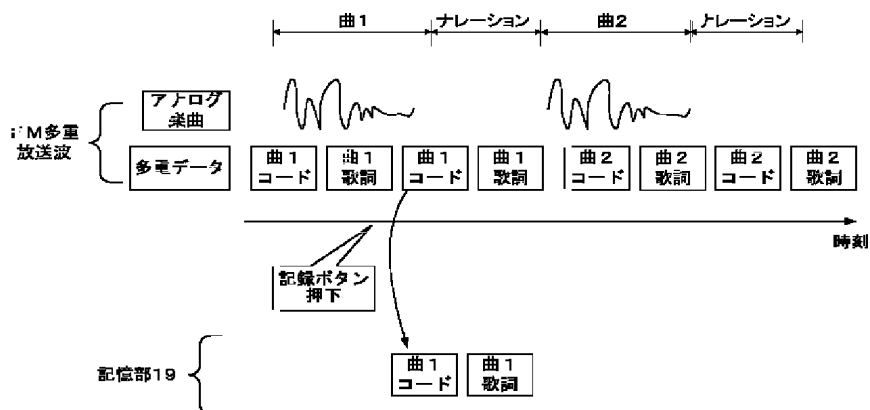 曲1 ナレーション 曲2 ナレーション
アナログ
楽曲
FM多重
放送波
多重データ
曲1
コード
曲1
歌詞
曲1
コード
曲1
歌詞
曲2
コード
曲2
歌詞
曲2
コード
曲2
歌詞
時刻
記録ボタン
押下
記憶部19
曲1
コード
曲1
歌詞